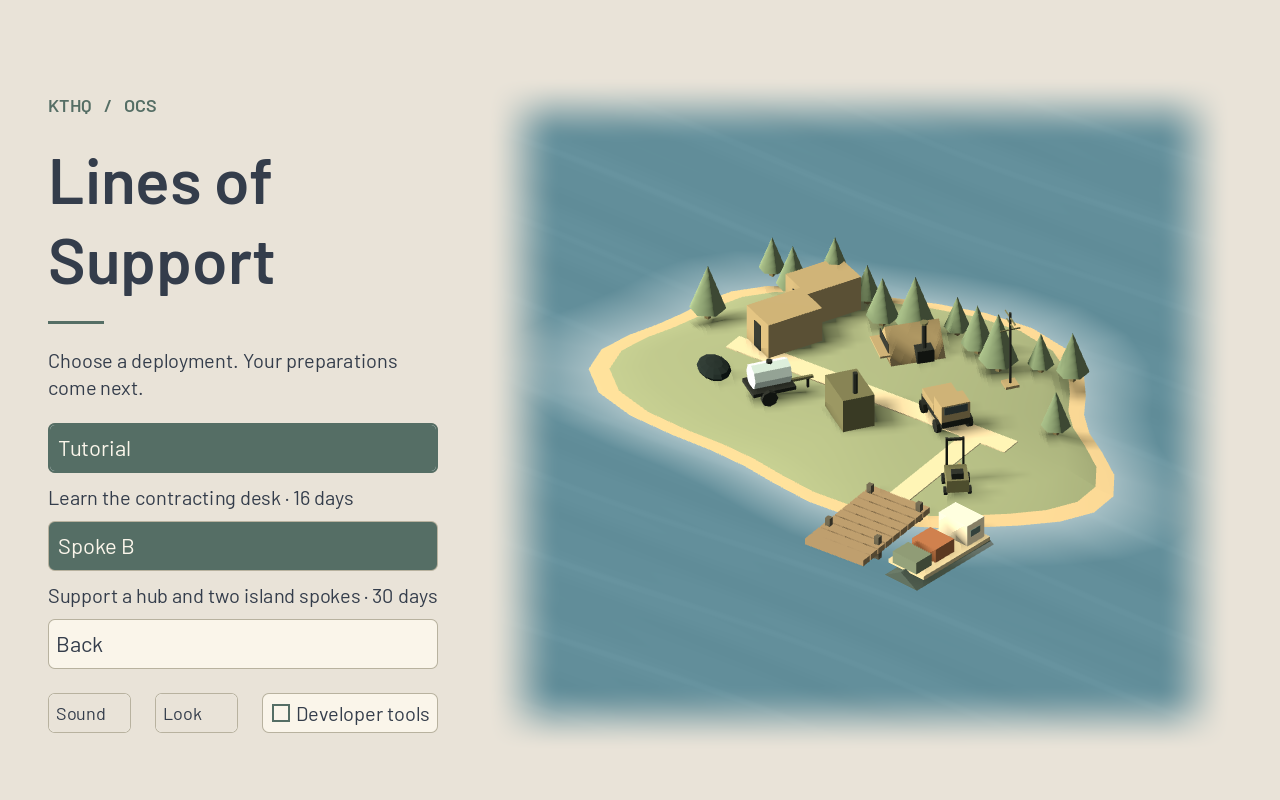 KTHQ / OCS
Lines of
Support
Choose a deployment. Your preparations
come next.
Tutorial
Learn the contracting desk · 16 days
Spoke B
Support a hub and two island spokes · 30 days
Back
Sound
Look
Developer tools